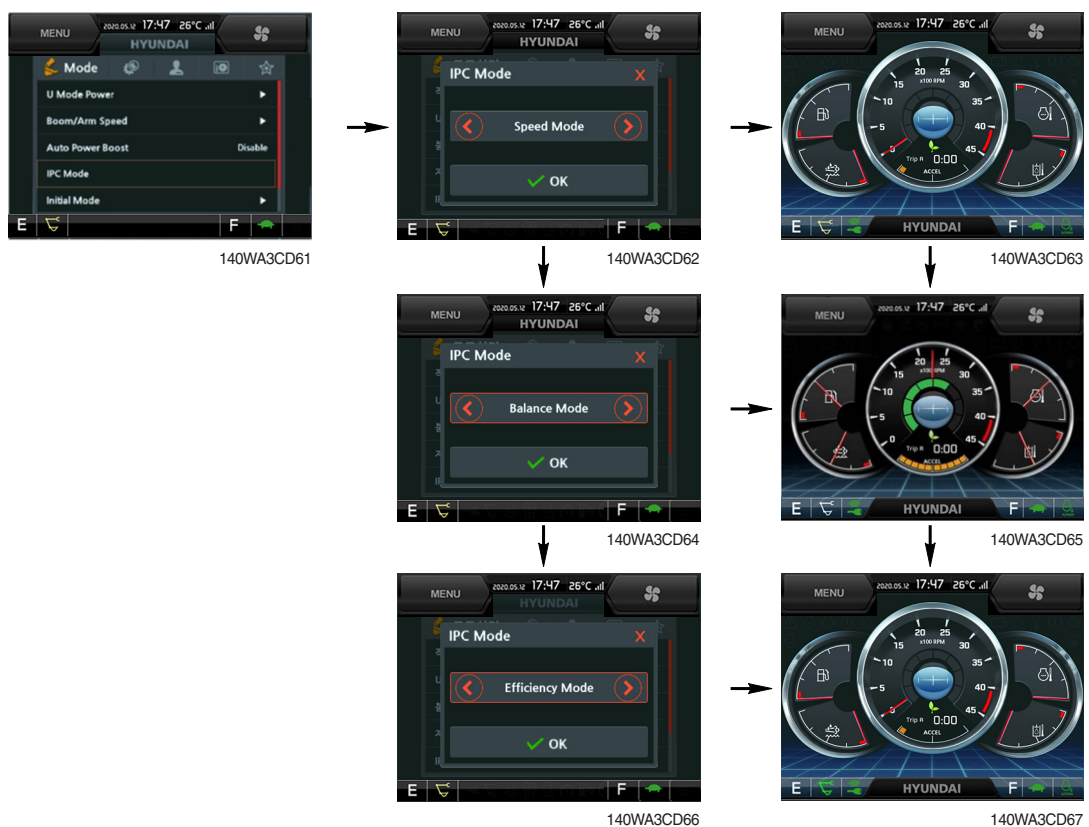 MENU 2020.05.12 17:47 26°C
HYUNDAI
Mode
U Mode Power
Boom/Arm Speed
Auto Power Boost Disable
IPC Mode
Initial Mode
E F
140WA3CD61
MENU 2020.05.12 17:47 26°C
HYUNDAI
IPC Mode X
Speed Mode
OK
E F
140WA3CD62
MENU 2020.05.12 17:47 26°C
20 25
x100 RPM
15 30
10 35
5 40
0 45
Trip R 0:00
ACCEL
E HYUNDAI F
140WA3CD63
MENU 2020.05.12 17:47 26°C
HYUNDAI
IPC Mode X
Balance Mode
OK
E F
140WA3CD64
MENU 2020.05.12 17:47 26°C
20 25
x100 RPM
15 30
10 35
5 40
0 45
Trip R 0:00
ACCEL
E HYUNDAI F
140WA3CD65
MENU 2020.05.12 17:47 26°C
HYUNDAI
IPC Mode X
Efficiency Mode
OK
E F
140WA3CD66
MENU 2020.05.12 17:47 26°C
20 25
x100 RPM
15 30
10 35
5 40
0 45
Trip R 0:00
ACCEL
E HYUNDAI F
140WA3CD67